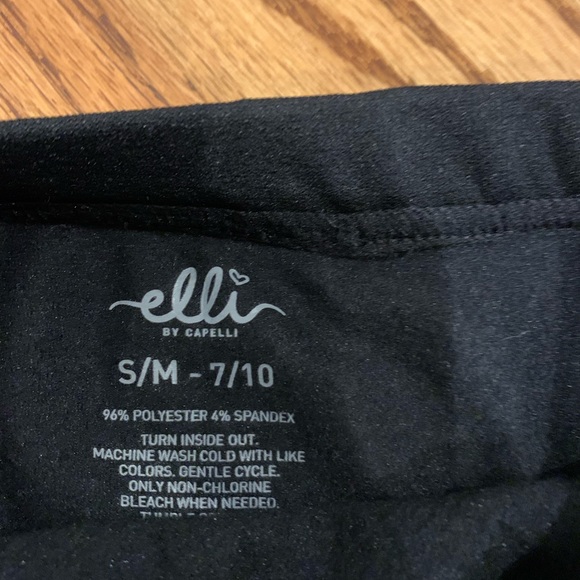 elli
BY CAPELLI
S/M - 7/10
96% POLYESTER 4% SPANDEX
TURN INSIDE OUT.
MACHINE WASH COLD WITH LIKE
COLORS. GENTLE CYCLE.
ONLY NON-CHLORINE
BLEACH WHEN NEEDED.